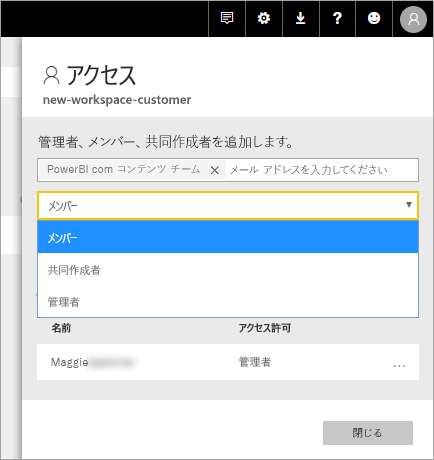 アクセス
new-workspace-customer
管理者、メンバー、共同作成者を追加します。
PowerBI com コンテンツ チーム × メール アドレスを入力してください
メンバー
メンバー
共同作成者
管理者
名前 アクセス許可
Maggie 管理者 ...
閉じる